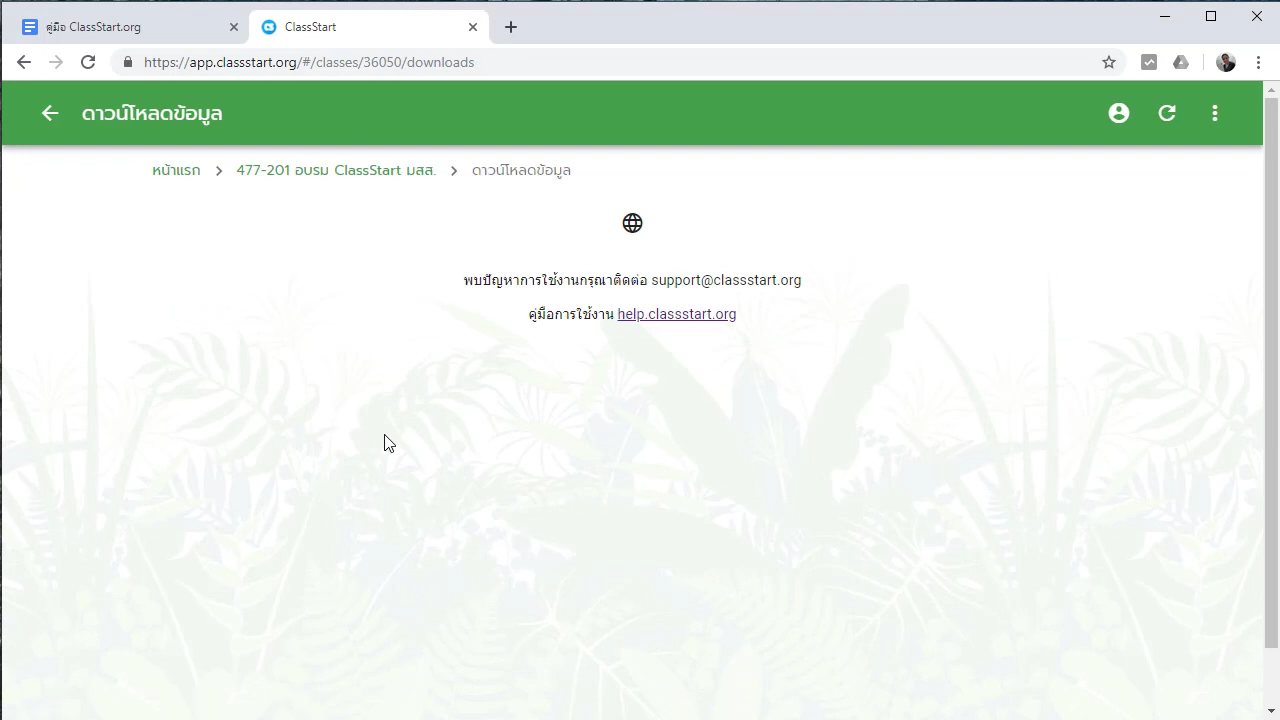 คู่มือ ClassStart.org
ClassStart
https://app.classstart.org/#/classes/36050/downloads
ดาวน์โหลดข้อมูล
หน้าแรก > 477-201 อบรม ClassStart มสส. > ดาวน์โหลดข้อมูล
พบปัญหาการใช้งานกรุณาติดต่อ support@classstart.org
คู่มือการใช้งาน help.classstart.org